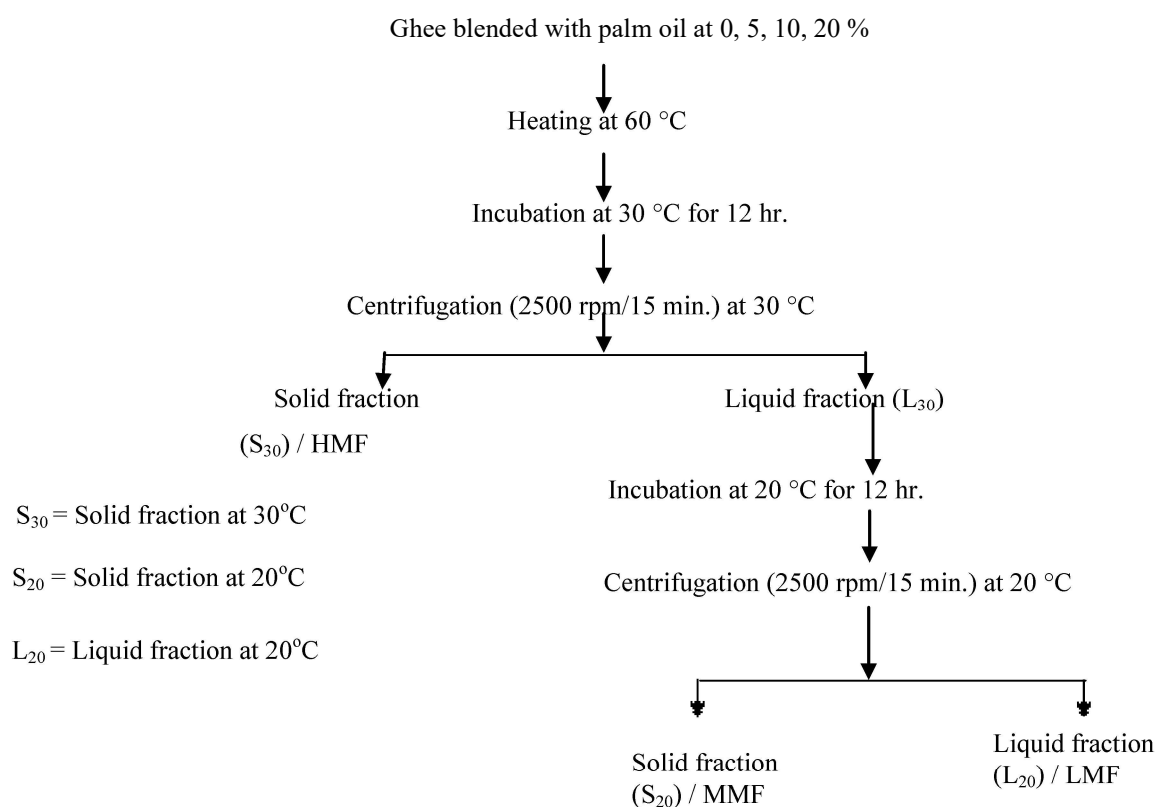 Ghee blended with palm oil at 0, 5, 10, 20 %
Heating at 60 °C
Incubation at 30 °C for 12 hr.
Centrifugation (2500 rpm/15 min.) at 30 °C
Solid fraction
(S₃₀) / HMF
Liquid fraction (L₃₀)
Incubation at 20 °C for 12 hr.
S₃₀ = Solid fraction at 30°C
S₂₀ = Solid fraction at 20°C
Centrifugation (2500 rpm/15 min.) at 20 °C
L₂₀ = Liquid fraction at 20°C
Solid fraction
(S₂₀) / MMF
Liquid fraction
(L₂₀) / LMF